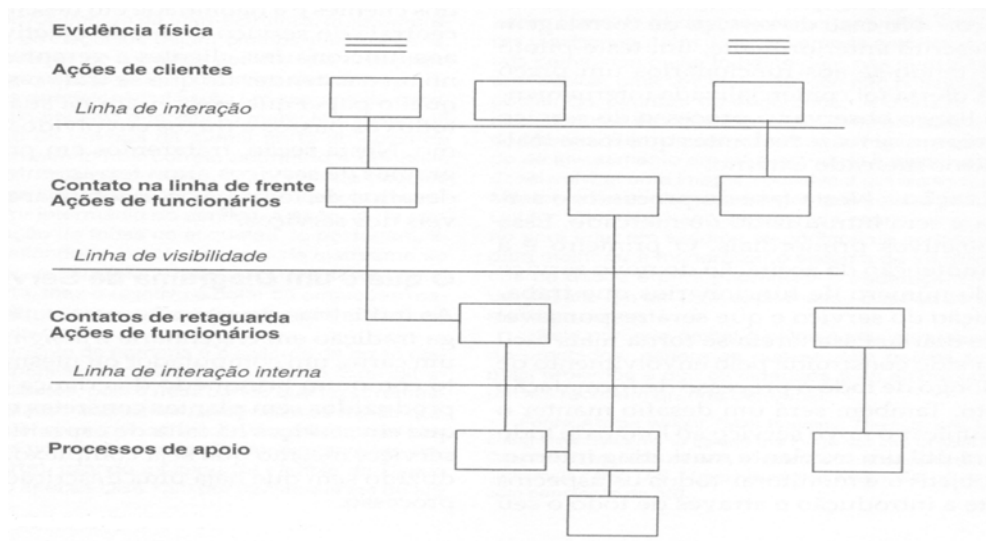 Evidência física
Ações de clientes
Linha de interação
Contato na linha de frente
Ações de funcionários
Linha de visibilidade
Contatos de retaguarda
Ações de funcionários
Linha de interação interna
Processos de apoio